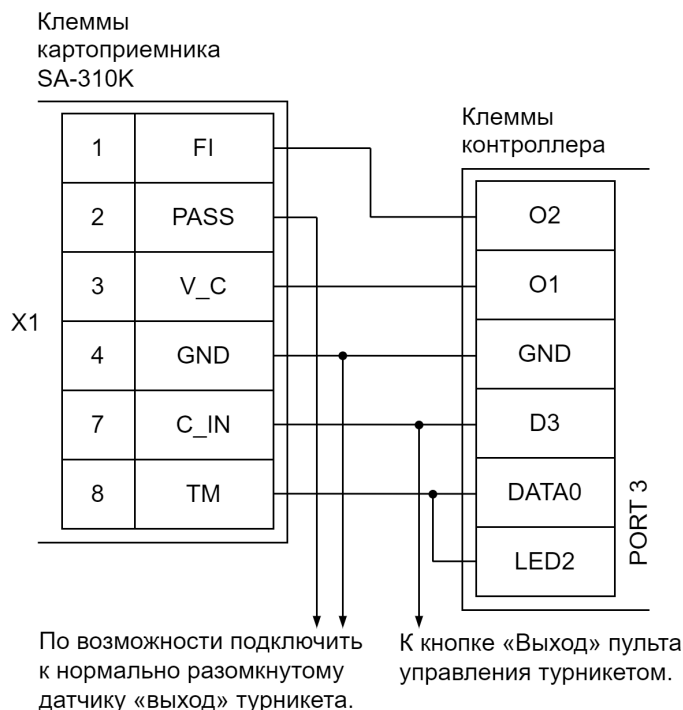 Клеммы
картоприемника
SA-310K
Клеммы
контроллера
X1
1 FI
2 PASS
3 V_C
4 GND
7 C_IN
8 TM
O2
O1
GND
D3
DATA0
LED2
PORT 3
По возможности подключить
к нормально разомкнутому
датчику «выход» турникета.
К кнопке «Выход» пульта
управления турникетом.